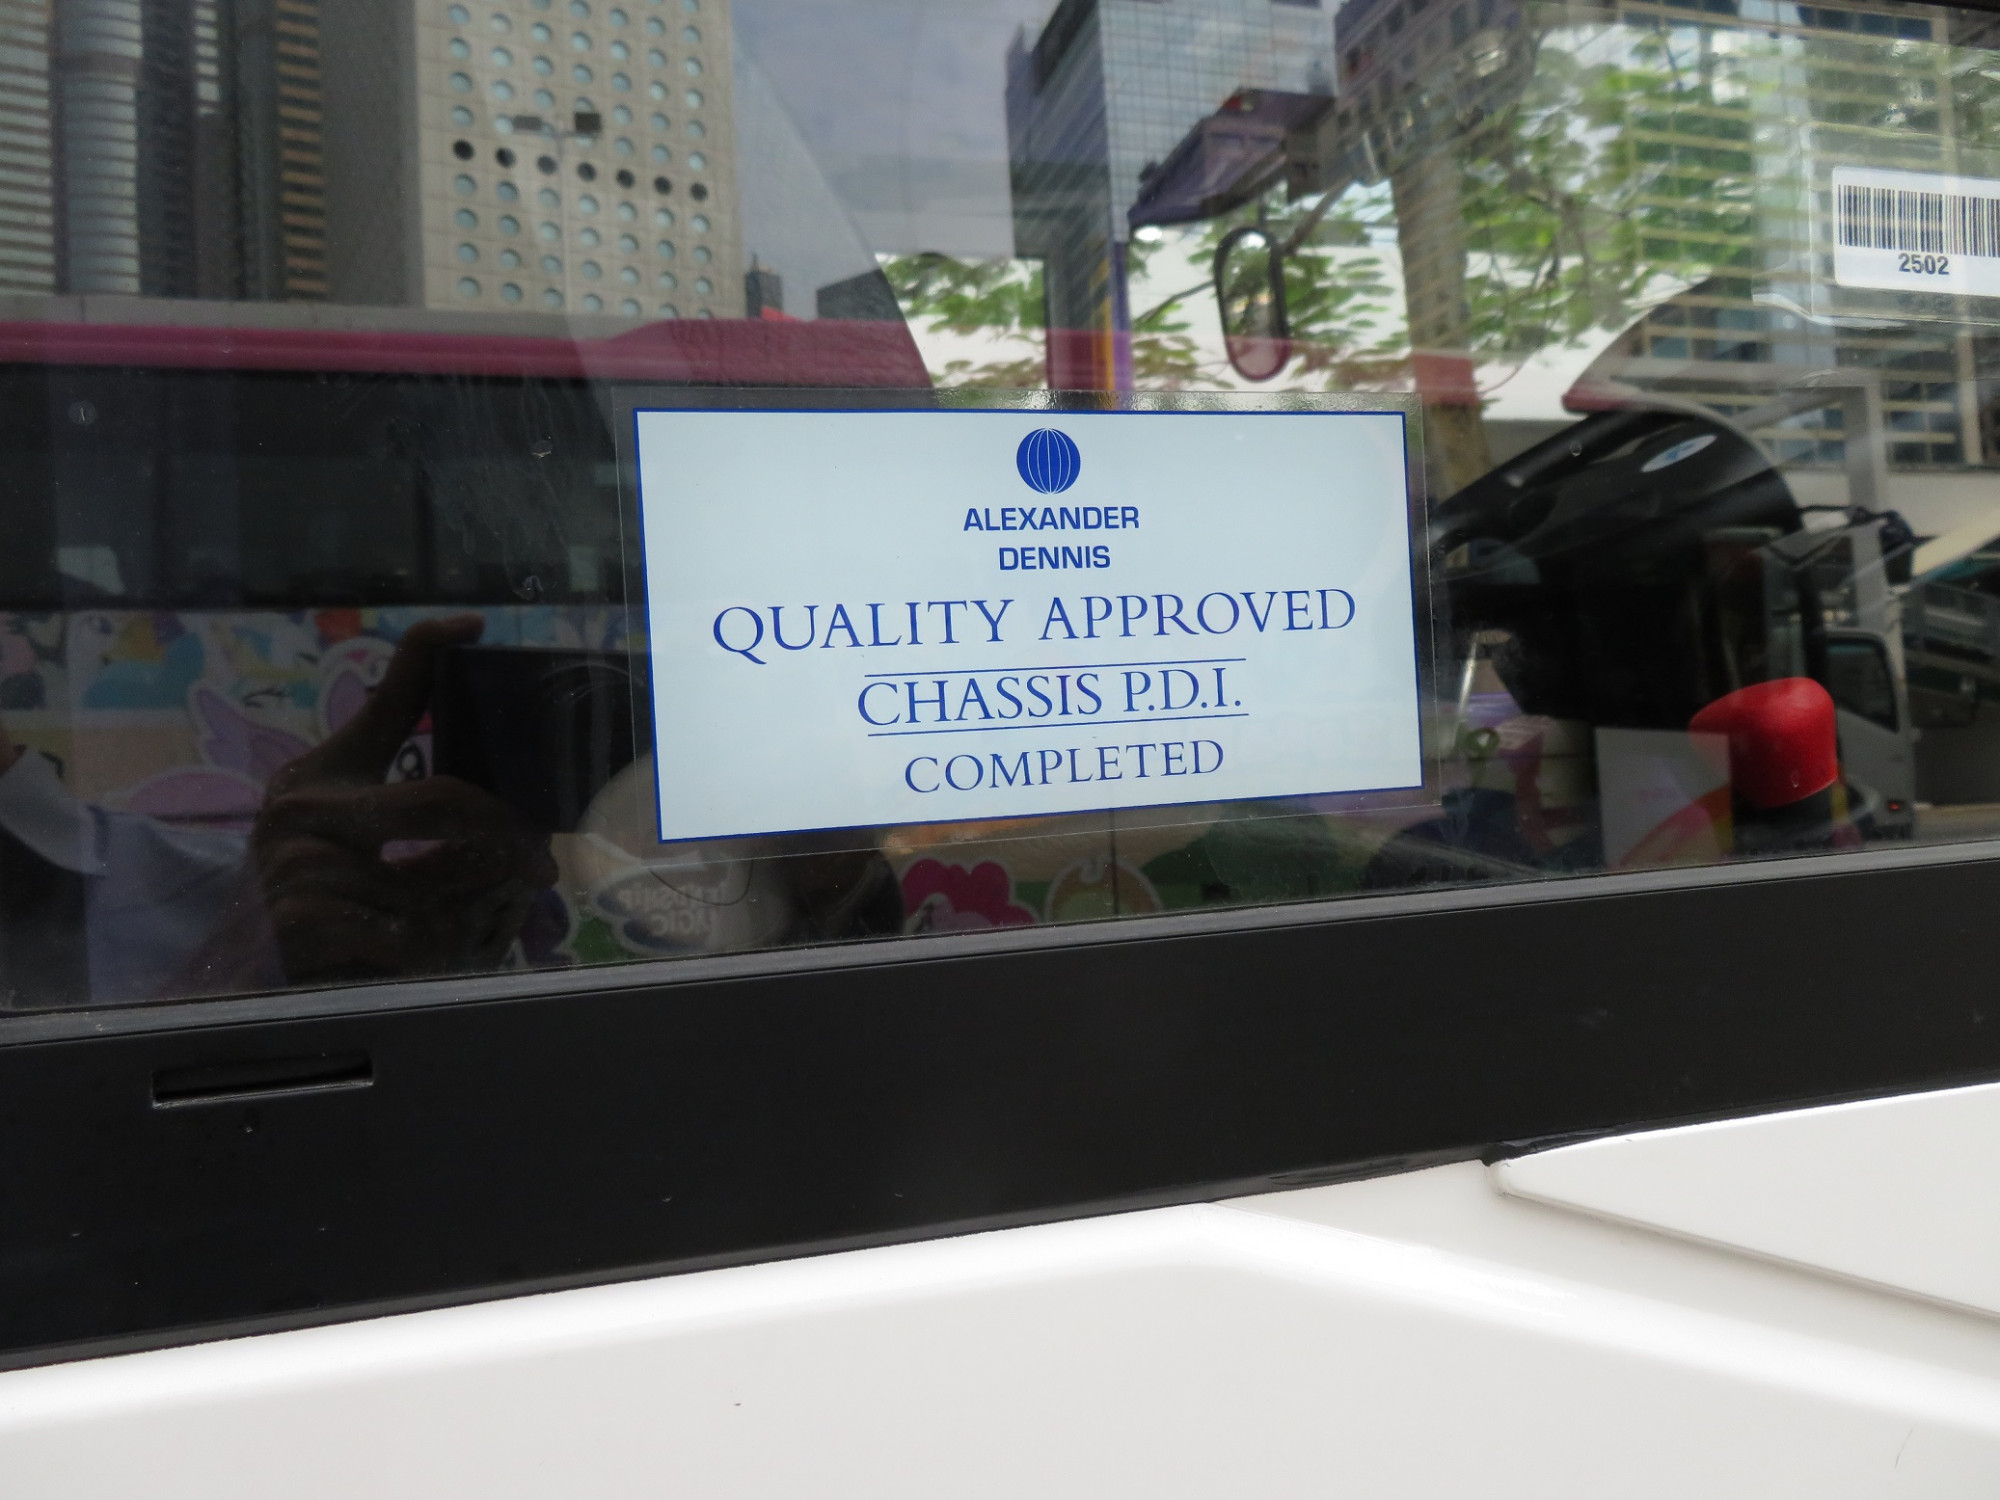 2502
ALEXANDER
DENNIS
QUALITY APPROVED
CHASSIS P.D.I.
COMPLETED